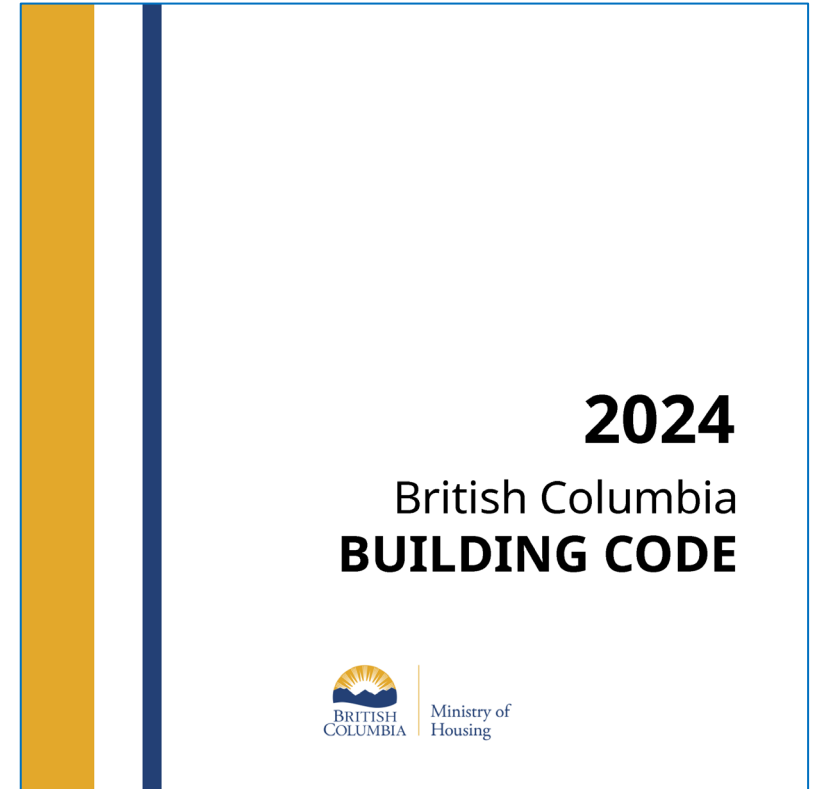 2024
British Columbia
BUILDING CODE
BRITISH
COLUMBIA
Ministry of
Housing